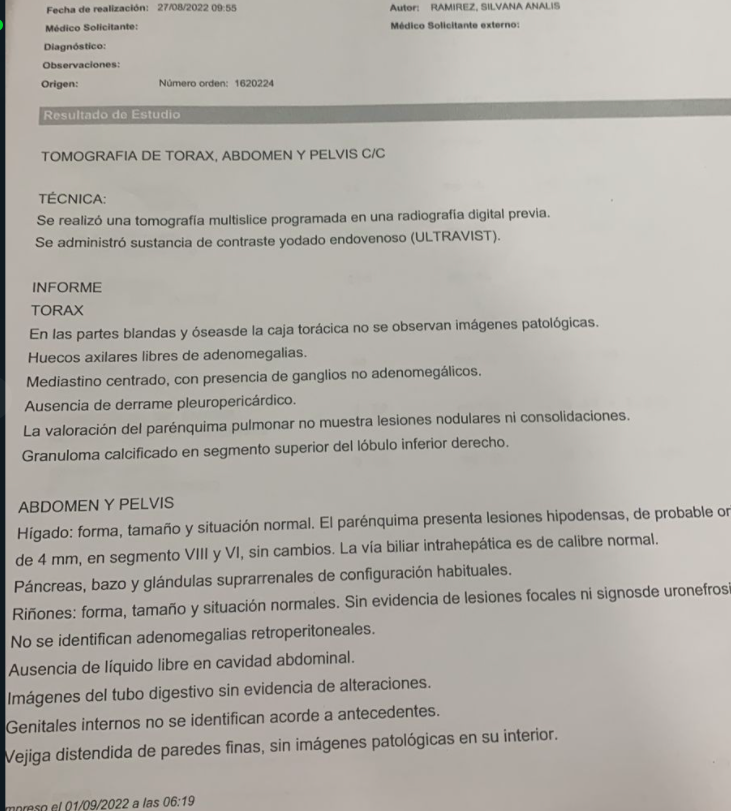 Fecha de realización: 27/08/2022 09:55 Autor: RAMIREZ, SILVANA ANALIS
Médico Solicitante: Médico Solicitante externo:
Diagnóstico:
Observaciones:
Origen: Número orden: 1620224
Resultado de Estudio
TOMOGRAFIA DE TORAX, ABDOMEN Y PELVIS C/C
TÉCNICA:
Se realizó una tomografía multislice programada en una radiografía digital previa.
Se administró sustancia de contraste yodado endovenoso (ULTRAVIST).
INFORME
TORAX
En las partes blandas y óseasde la caja torácica no se observan imágenes patológicas.
Huecos axilares libres de adenomegalias.
Mediastino centrado, con presencia de ganglios no adenomegálicos.
Ausencia de derrame pleuropericárdico.
La valoración del parénquima pulmonar no muestra lesiones nodulares ni consolidaciones.
Granuloma calcificado en segmento superior del lóbulo inferior derecho.
ABDOMEN Y PELVIS
Hígado: forma, tamaño y situación normal. El parénquima presenta lesiones hipodensas, de probable or
de 4 mm, en segmento VIII y VI, sin cambios. La vía biliar intrahepática es de calibre normal.
Páncreas, bazo y glándulas suprarrenales de configuración habituales.
Riñones: forma, tamaño y situación normales. Sin evidencia de lesiones focales ni signosde uronefrosi
No se identifican adenomegalias retroperitoneales.
Ausencia de líquido libre en cavidad abdominal.
Imágenes del tubo digestivo sin evidencia de alteraciones.
Genitales internos no se identifican acorde a antecedentes.
Vejiga distendida de paredes finas, sin imágenes patológicas en su interior.
mpreso el 01/09/2022 a las 06:19